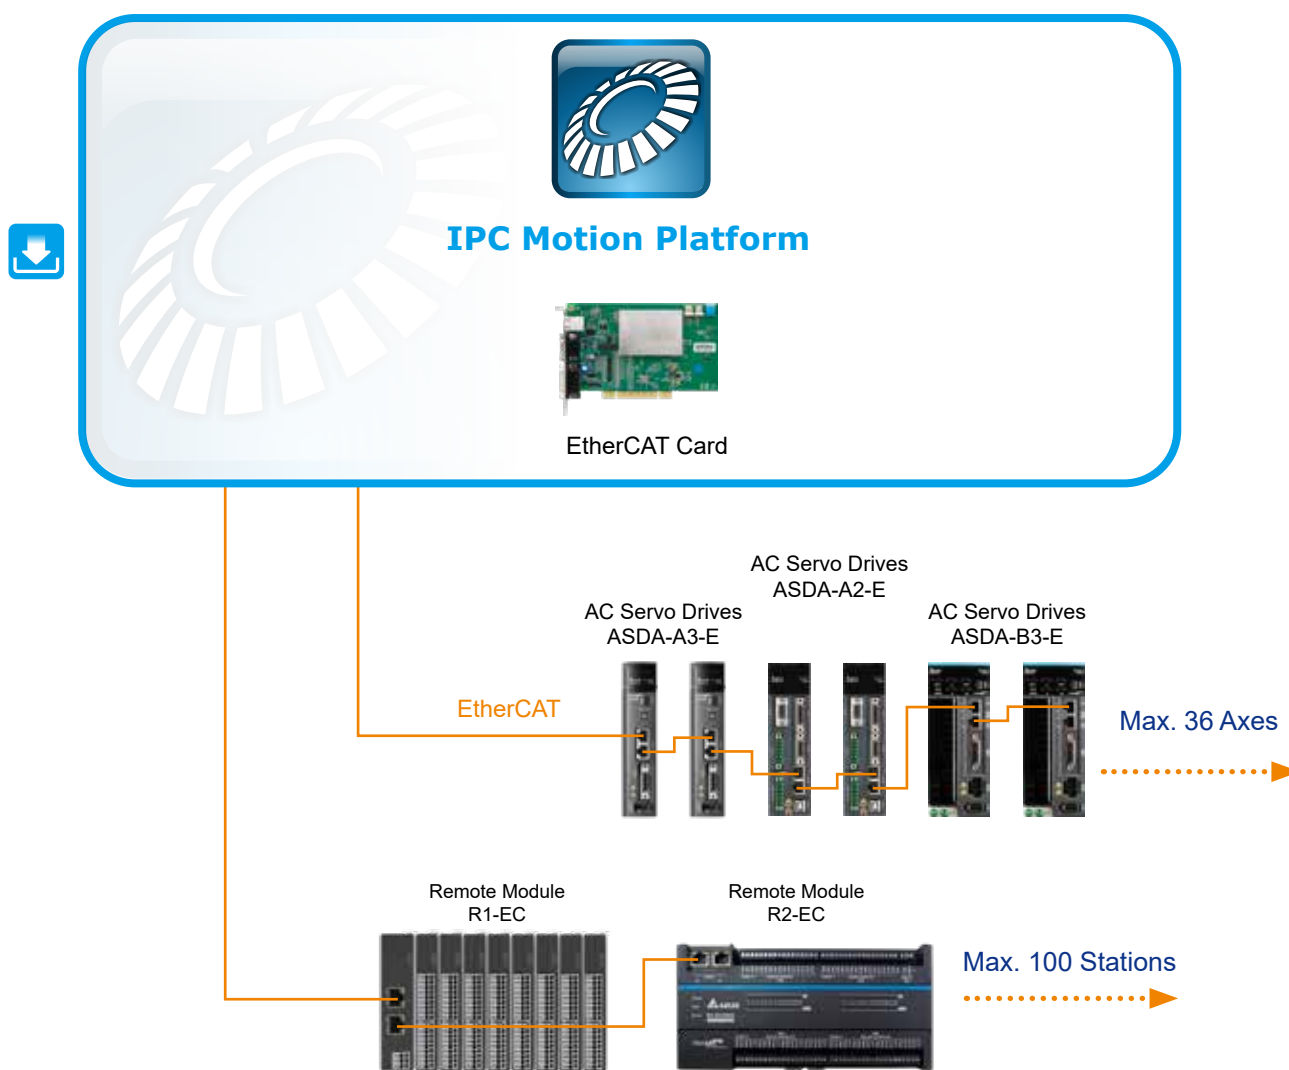 IPC Motion Platform
EtherCAT Card
AC Servo Drives
ASDA-A2-E
AC Servo Drives
ASDA-A3-E
AC Servo Drives
ASDA-B3-E
EtherCAT
Max. 36 Axes
Remote Module
R1-EC
Remote Module
R2-EC
Max. 100 Stations